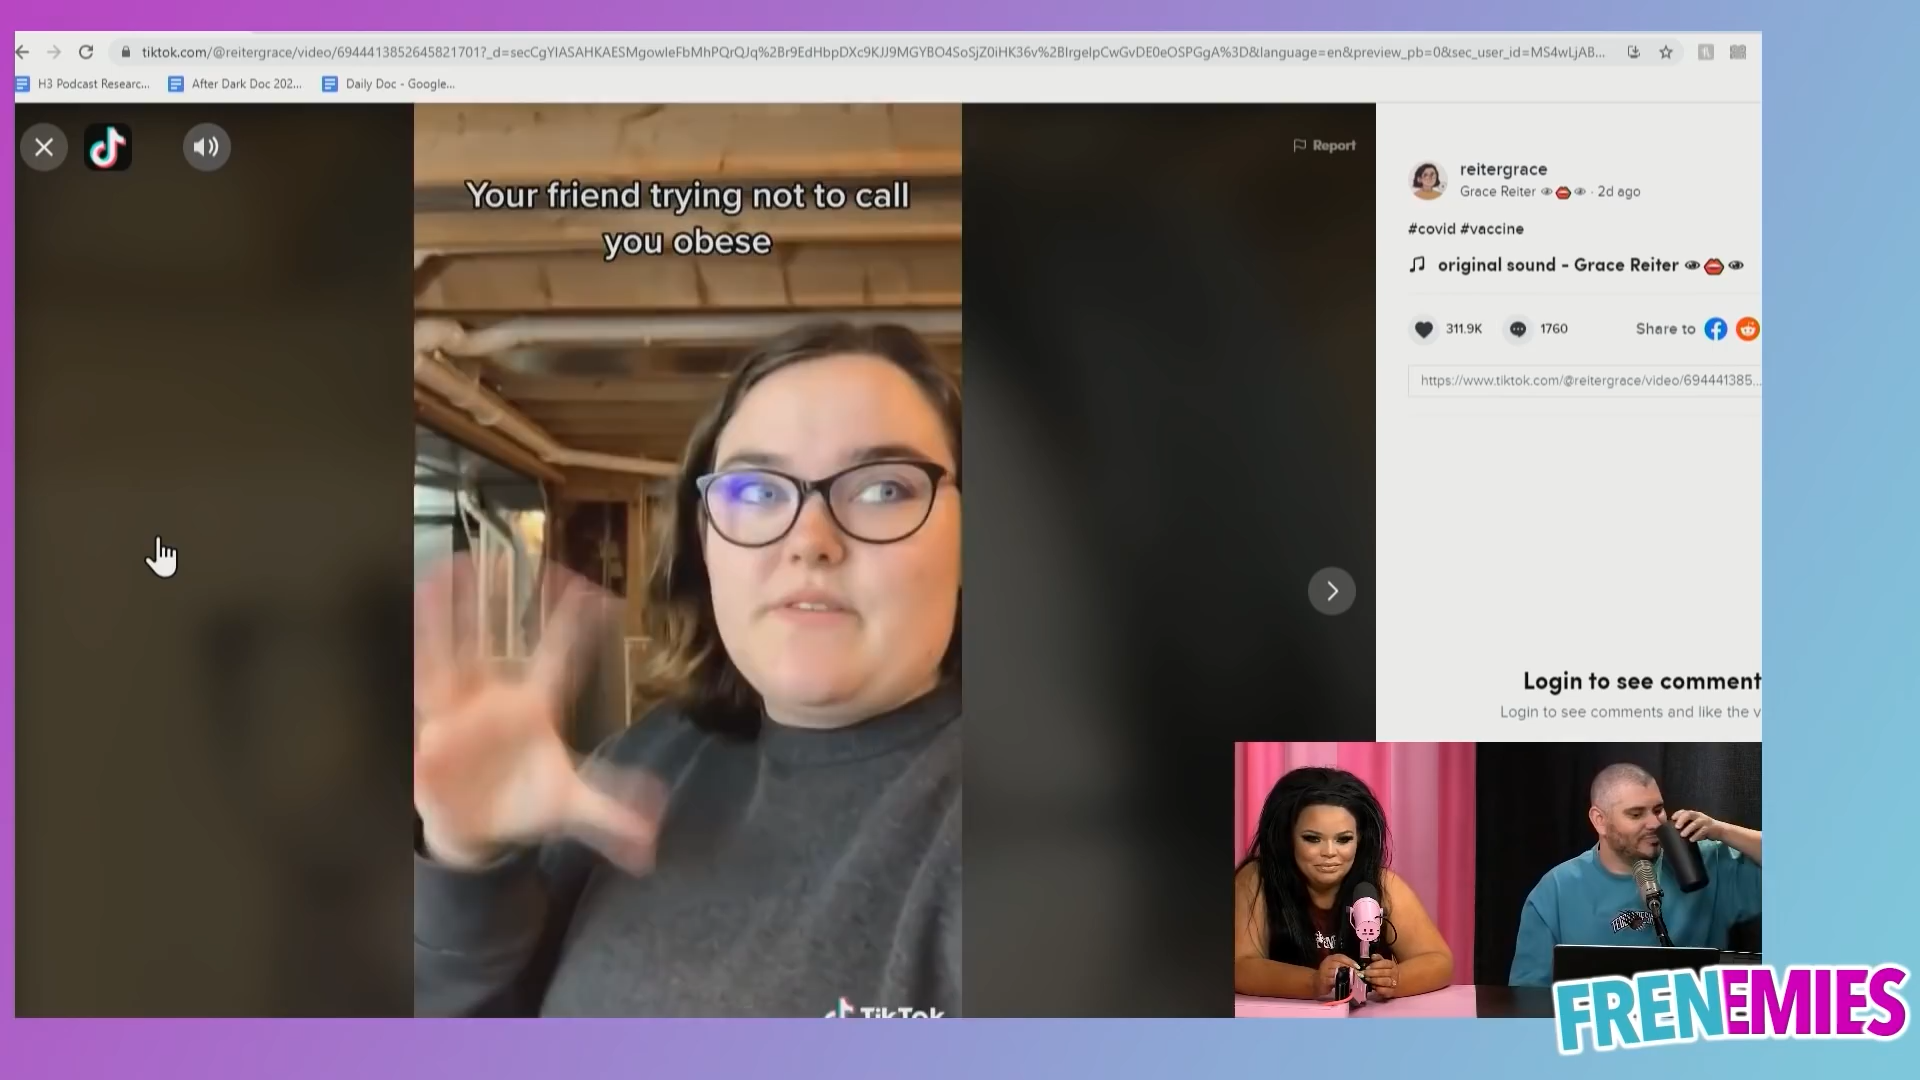 tiktok.com/@reitergrace/video/6944413852645821701?_d=secCgYIASAHKAESMgowleFbMhPQrQJq%2Br9EdHbpDXc9KJJ9MGYBO4SoSjZ0iHK36v%2BIrgelpCwGvDE0eOSPGgA%3D&language=en&preview_pb=0&sec_user_id=MS4wLjAB...
H3 Podcast Researc... After Dark Doc 202... Daily Doc - Google...
Report
Your friend trying not to call
you obese
reitergrace
Grace Reiter 👁👄👁 · 2d ago
#covid #vaccine
original sound - Grace Reiter 👁👄👁
311.9K 1760 Share to
https://www.tiktok.com/@reitergrace/video/694441385...
Login to see comment
Login to see comments and like the v
TikTok
FRENEMIES